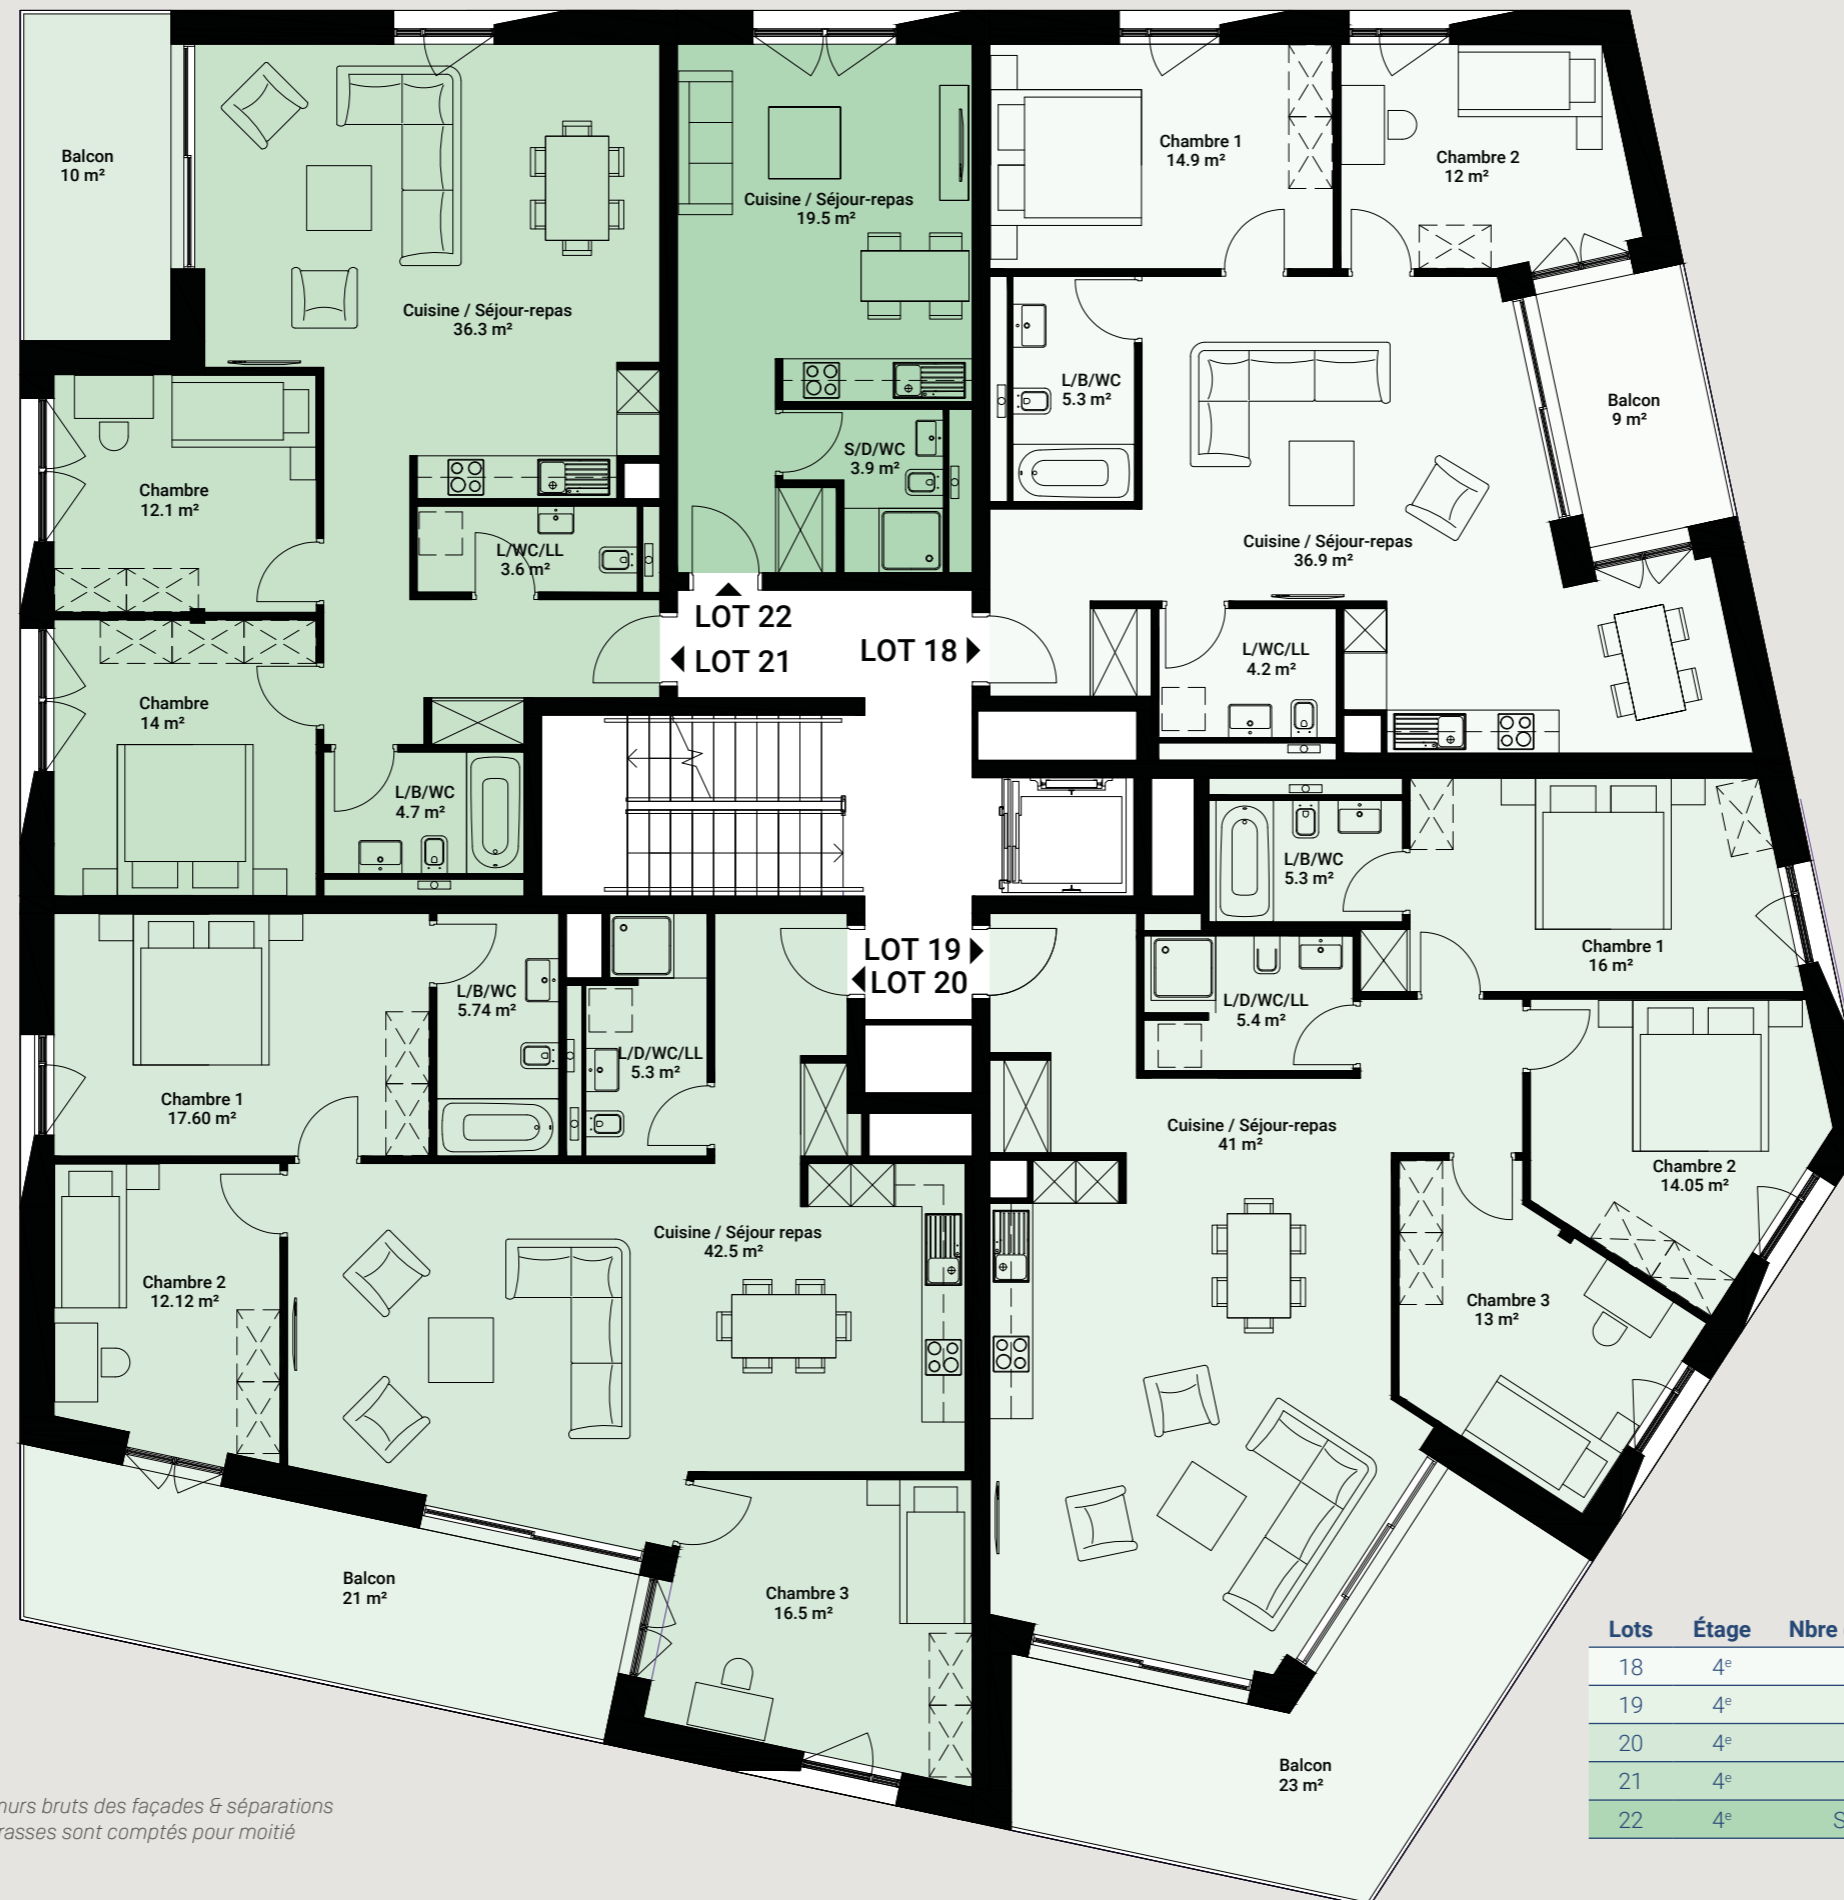 Balcon
10 m²
Cuisine / Séjour-repas
36.3 m²
Chambre
12.1 m²
L/WC/LL
3.6 m²
Chambre
14 m²
L/B/WC
4.7 m²
Cuisine / Séjour-repas
19.5 m²
S/D/WC
3.9 m²
LOT 22
LOT 21
LOT 18
Chambre 1
14.9 m²
Chambre 2
12 m²
L/B/WC
5.3 m²
Balcon
9 m²
Cuisine / Séjour-repas
36.9 m²
L/WC/LL
4.2 m²
LOT 19
LOT 20
Chambre 1
17.60 m²
L/B/WC
5.74 m²
L/D/WC/LL
5.3 m²
Chambre 2
12.12 m²
Cuisine / Séjour repas
42.5 m²
Balcon
21 m²
Chambre 3
16.5 m²
L/B/WC
5.3 m²
Chambre 1
16 m²
L/D/WC/LL
5.4 m²
Cuisine / Séjour-repas
41 m²
Chambre 2
14.05 m²
Chambre 3
13 m²
Balcon
23 m²
Lots Étage Nbre
18 4e
19 4e
20 4e
21 4e
22 4e S
murs bruts des façades & séparations
rasses sont comptés pour moitié